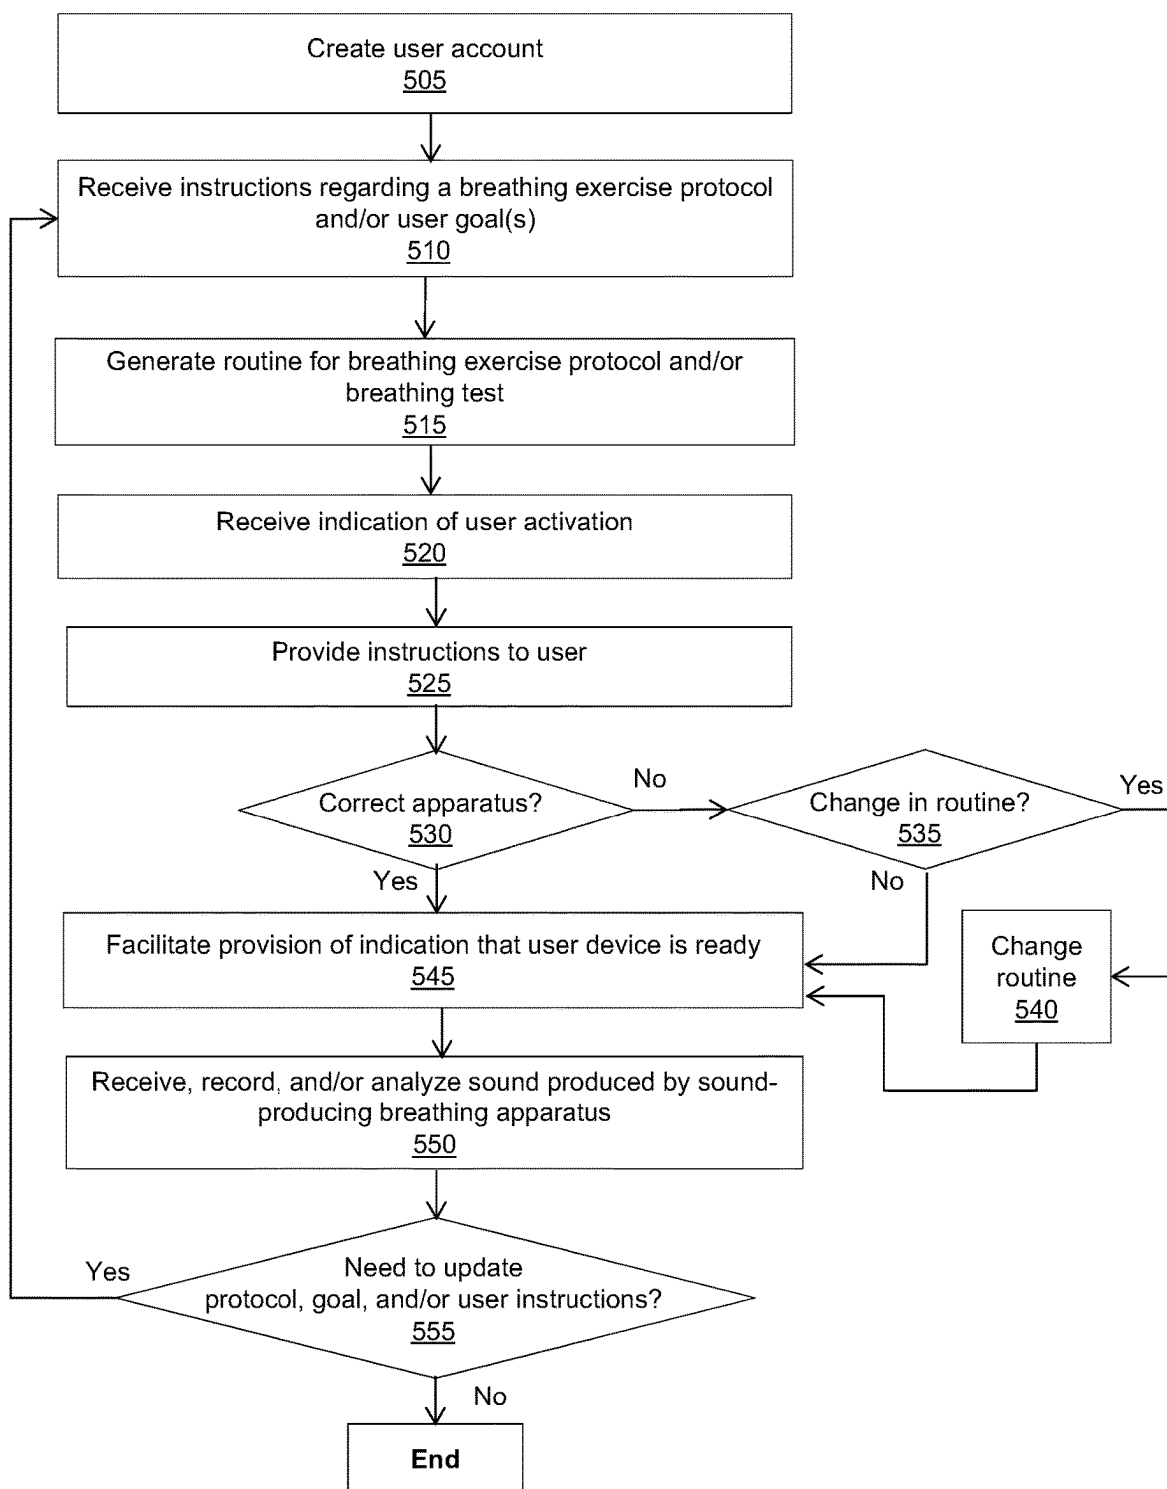 Create user account
505
Receive instructions regarding a breathing exercise protocol
and/or user goal(s)
510
Generate routine for breathing exercise protocol and/or
breathing test
515
Receive indication of user activation
520
Provide instructions to user
525
Correct apparatus?
530
No
Change in routine?
535
Yes
Yes
No
Facilitate provision of indication that user device is ready
545
Change
routine
540
Receive, record, and/or analyze sound produced by sound-
producing breathing apparatus
550
Need to update
protocol, goal, and/or user instructions?
555
Yes
No
End